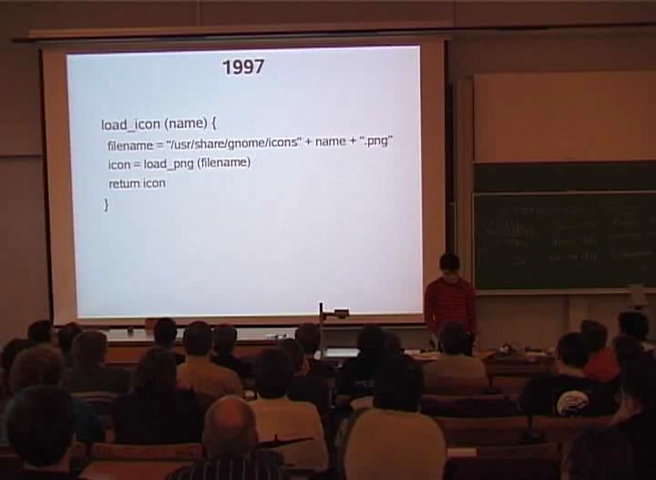 1997
load_icon (name) {
filename = "/usr/share/gnome/icons" + name + ".png"
icon = load_png (filename)
return icon
}